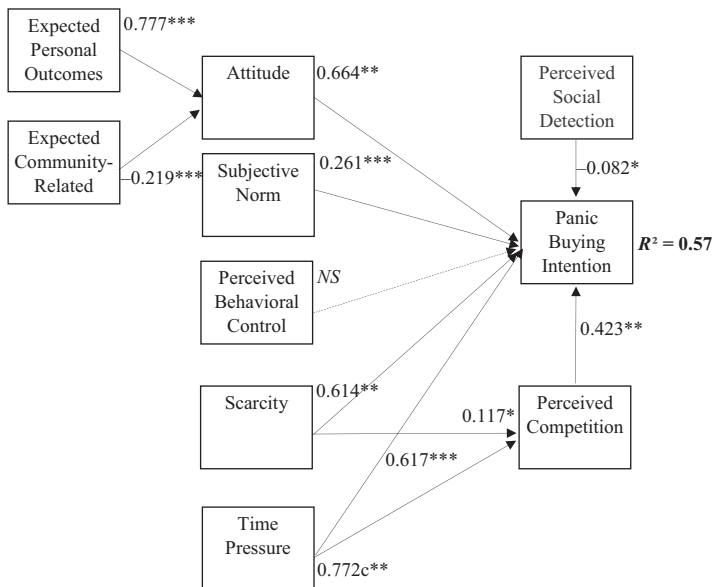 Expected
Personal
Outcomes
0.777***
Expected
Community-
Related
–0.219***
Attitude
0.664**
Subjective
Norm
0.261***
Perceived
Behavioral
Control
NS
Scarcity
0.614**
0.117*
0.617***
Time
Pressure
0.772c**
Perceived
Social
Detection
–0.082*
Panic
Buying
Intention
R² = 0.57
0.423**
Perceived
Competition